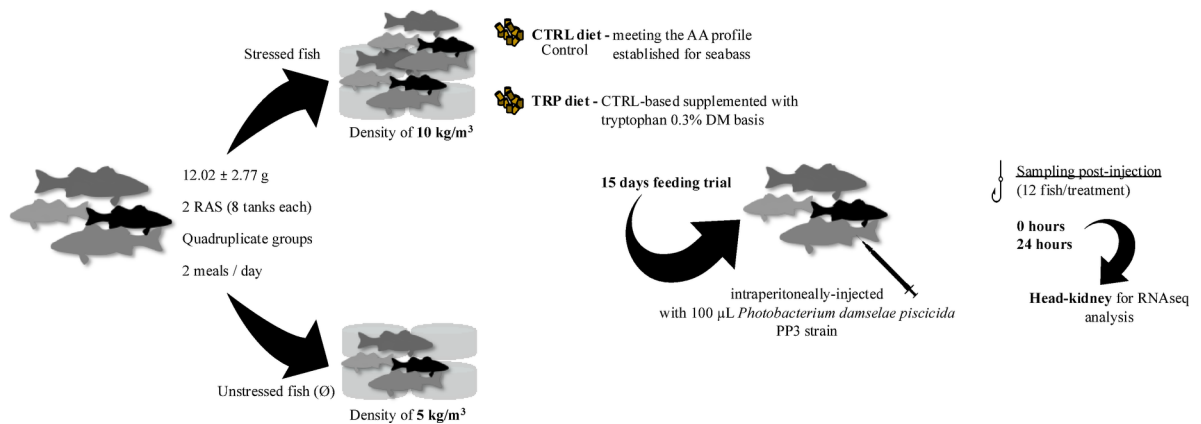 Stressed fish
Density of 10 kg/m³
CTRL diet - meeting the AA profile
Control established for seabass
TRP diet - CTRL-based supplemented with
tryptophan 0.3% DM basis
12.02 ± 2.77 g
2 RAS (8 tanks each)
Quadruplicate groups
2 meals / day
Unstressed fish (Ø)
Density of 5 kg/m³
15 days feeding trial
intraperitoneally-injected
with 100 µL Photobacterium damselae piscicida
PP3 strain
Sampling post-injection
(12 fish/treatment)
0 hours
24 hours
Head-kidney for RNAseq
analysis